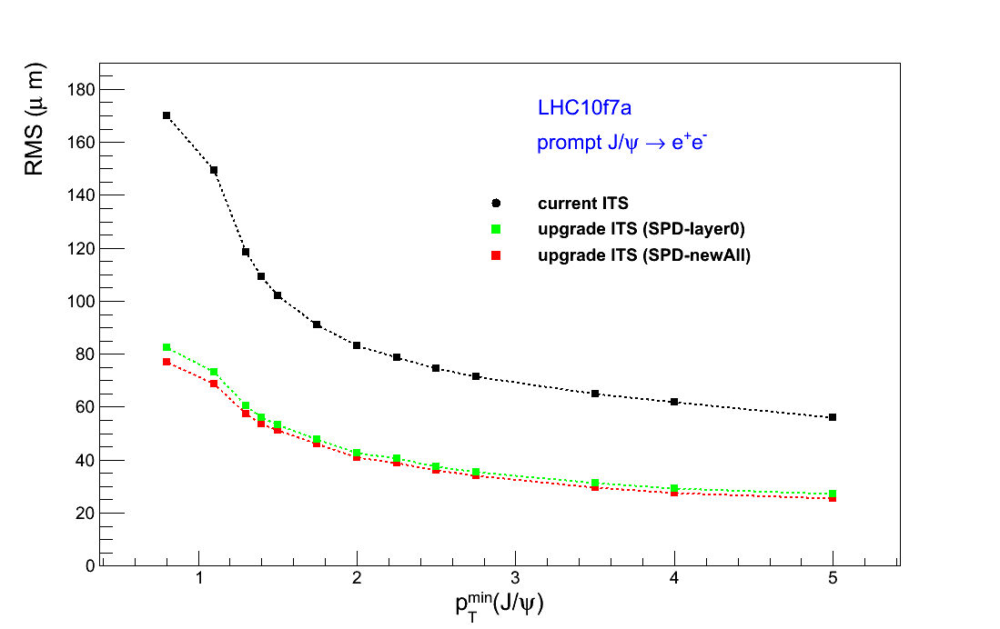 RMS (μ m)
180
160
140
120
100
80
60
40
20
0
LHC10f7a
prompt J/ψ → e⁺e⁻
current ITS
upgrade ITS (SPD-layer0)
upgrade ITS (SPD-newAll)
1 2 3 4 5
p_T^min(J/ψ)